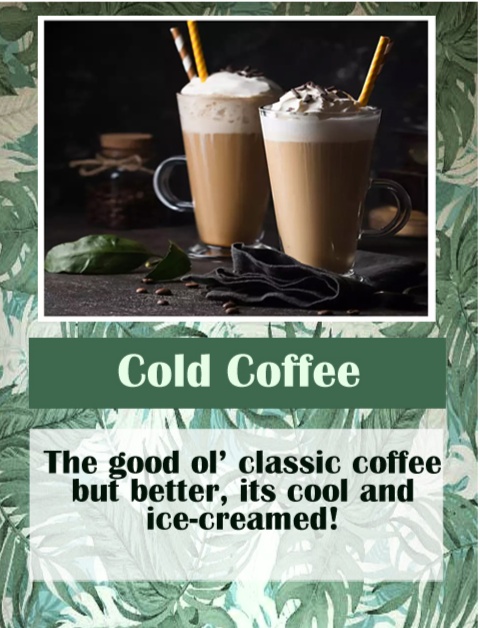 Cold Coffee
The good ol’ classic coffee
but better, its cool and
ice-creamed!